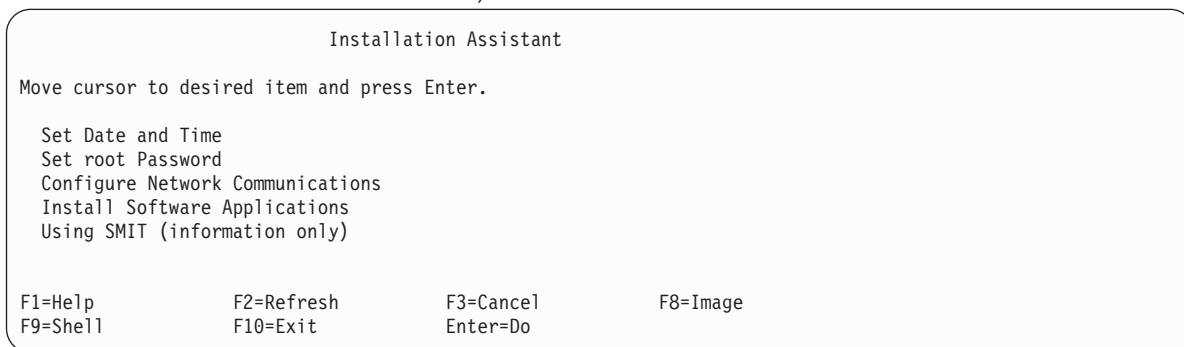 Installation Assistant
Move cursor to desired item and press Enter.
Set Date and Time
Set root Password
Configure Network Communications
Install Software Applications
Using SMIT (information only)
F1=Help F2=Refresh F3=Cancel F8=Image
F9=Shell F10=Exit Enter=Do